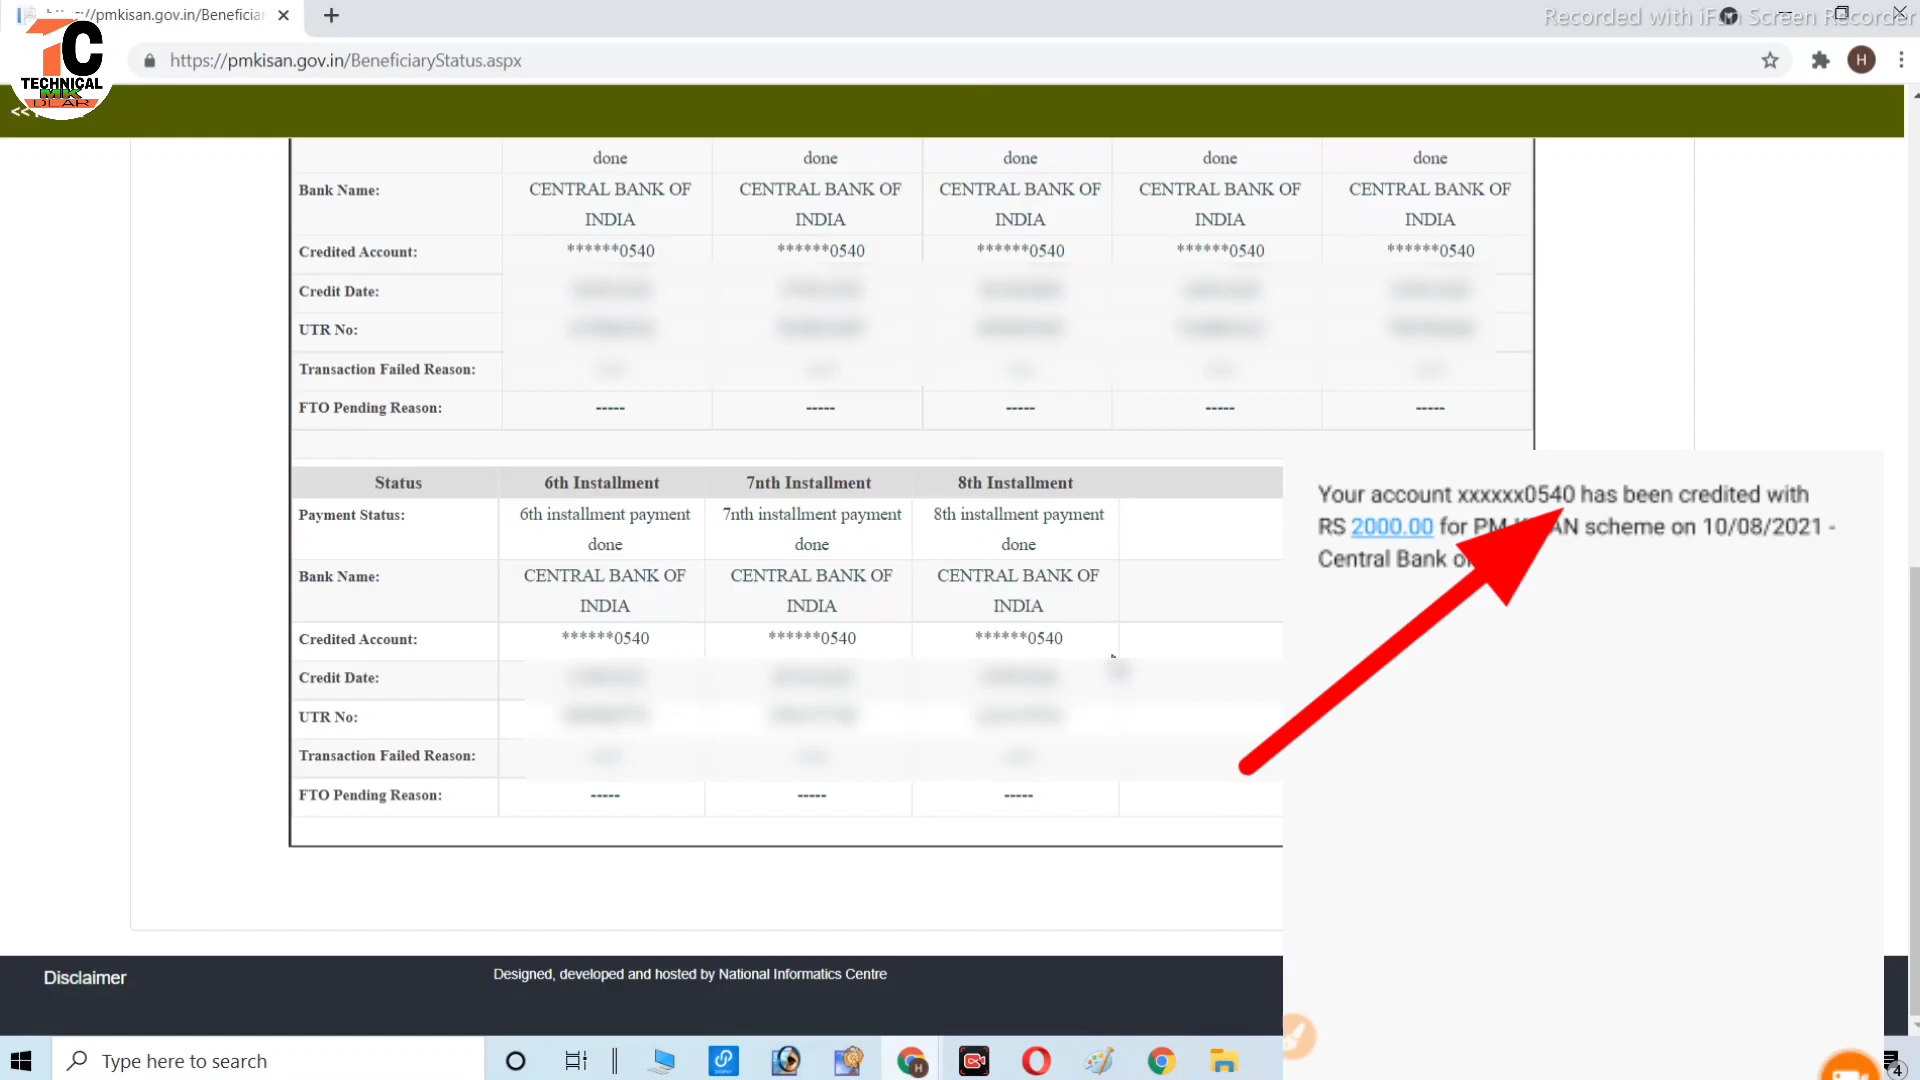 https://pmkisan.gov.in/Beneficiar
Recorded with iFun Screen Recorder
TC
TECHNICAL
MK
DLAR
https://pmkisan.gov.in/BeneficiaryStatus.aspx
H
<<
done done done done done
Bank Name: CENTRAL BANK OF CENTRAL BANK OF CENTRAL BANK OF CENTRAL BANK OF CENTRAL BANK OF
INDIA INDIA INDIA INDIA INDIA
Credited Account: ******0540 ******0540 ******0540 ******0540 ******0540
Credit Date:
UTR No:
Transaction Failed Reason:
FTO Pending Reason: ----- ----- ----- ----- -----
Status 6th Installment 7nth Installment 8th Installment
Payment Status: 6th installment payment 7nth installment payment 8th installment payment
done done done
Bank Name: CENTRAL BANK OF CENTRAL BANK OF CENTRAL BANK OF
INDIA INDIA INDIA
Credited Account: ******0540 ******0540 ******0540
Credit Date:
UTR No:
Transaction Failed Reason:
FTO Pending Reason: ----- ----- -----
Your account xxxxxx0540 has been credited with
RS 2000.00 for PM scheme on 10/08/2021 -
Central Bank
Disclaimer
Designed, developed and hosted by National Informatics Centre
Type here to search
H
4